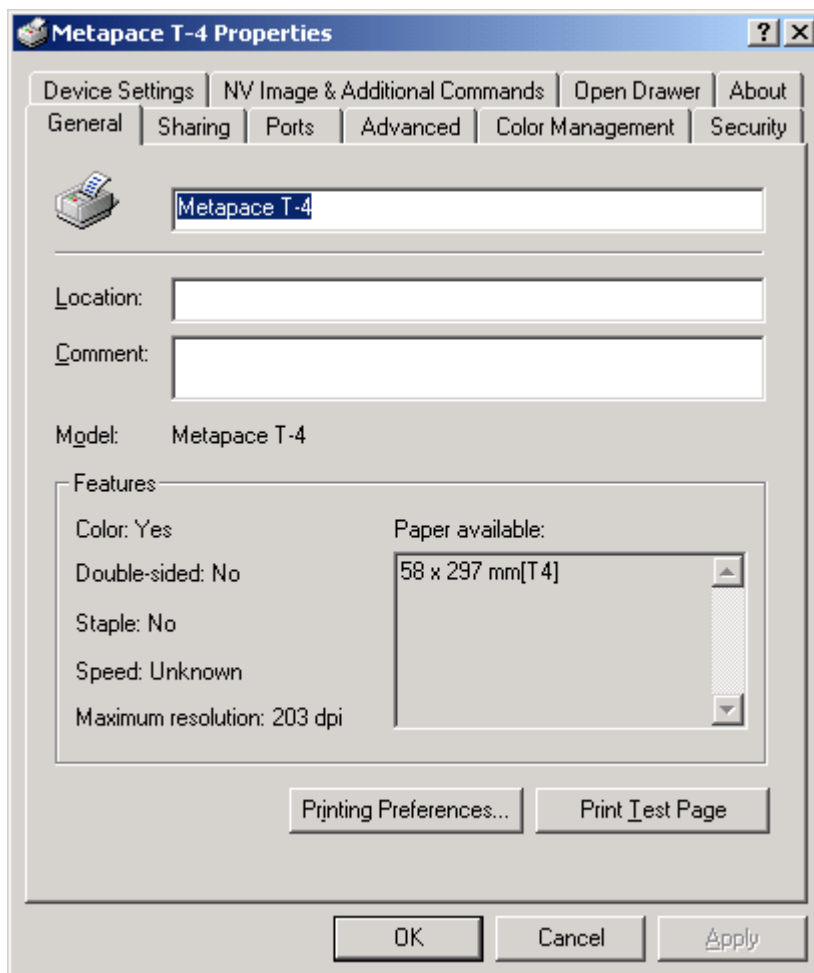 Metapace T-4 Properties
Device Settings NV Image & Additional Commands Open Drawer About
General Sharing Ports Advanced Color Management Security
Metapace T-4
Location:
Comment:
Model: Metapace T-4
Features
Color: Yes
Paper available:
Double-sided: No
58 x 297 mm[T4]
Staple: No
Speed: Unknown
Maximum resolution: 203 dpi
Printing Preferences... Print Test Page
OK Cancel Apply